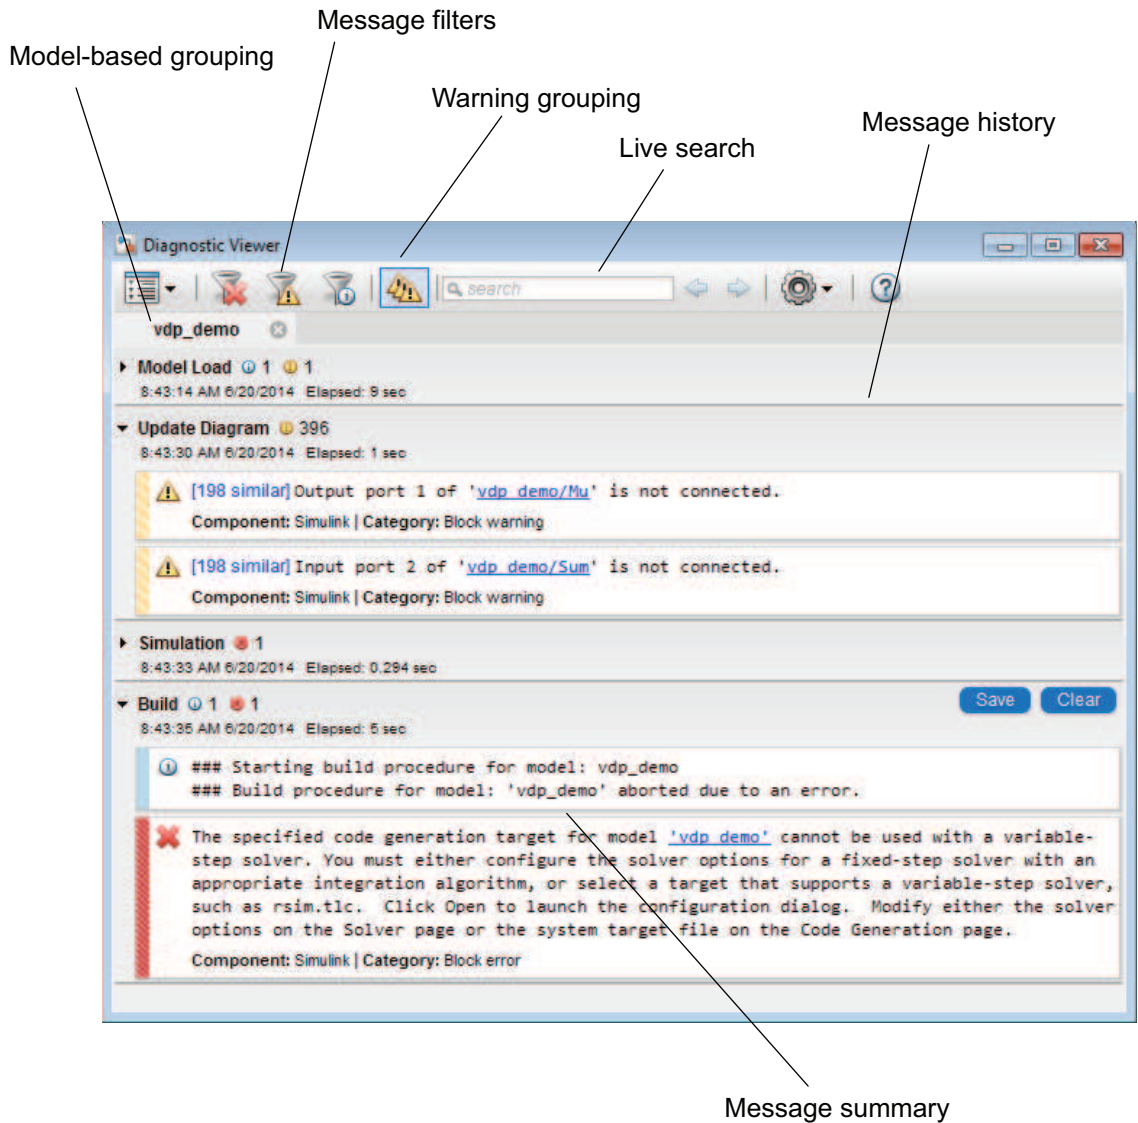 Message filters
Model-based grouping
Warning grouping
Message history
Live search
Diagnostic Viewer
search
vdp_demo
Model Load 1 1
8:43:14 AM 6/20/2014 Elapsed: 9 sec
Update Diagram 396
8:43:30 AM 6/20/2014 Elapsed: 1 sec
[198 similar] Output port 1 of 'vdp_demo/Mu' is not connected.
Component: Simulink | Category: Block warning
[198 similar] Input port 2 of 'vdp_demo/Sum' is not connected.
Component: Simulink | Category: Block warning
Simulation 1
8:43:33 AM 6/20/2014 Elapsed: 0.294 sec
Build 1 1
Save Clear
8:43:35 AM 6/20/2014 Elapsed: 5 sec
### Starting build procedure for model: vdp_demo
### Build procedure for model: 'vdp_demo' aborted due to an error.
The specified code generation target for model 'vdp_demo' cannot be used with a variable-
step solver. You must either configure the solver options for a fixed-step solver with an
appropriate integration algorithm, or select a target that supports a variable-step solver,
such as rsim.tlc. Click Open to launch the configuration dialog. Modify either the solver
options on the Solver page or the system target file on the Code Generation page.
Component: Simulink | Category: Block error
Message summary